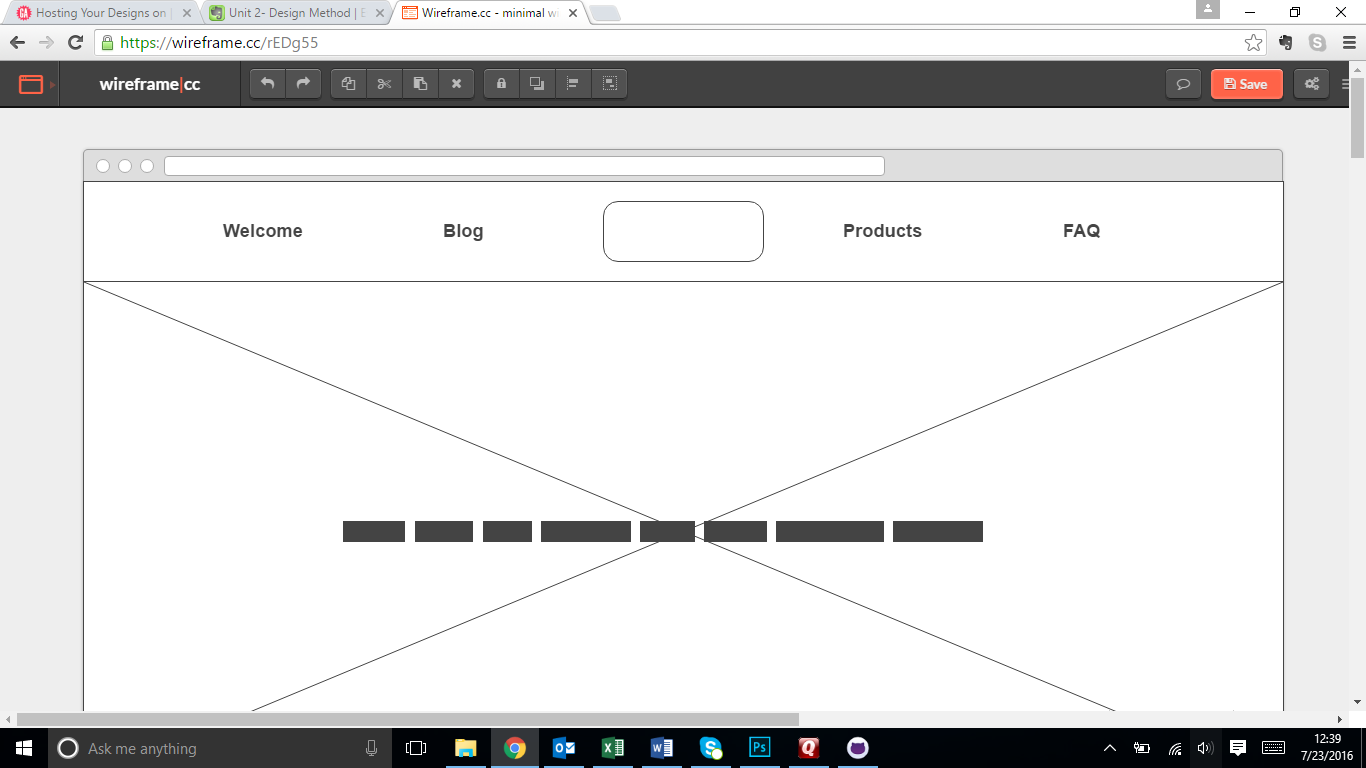 Hosting Your Designs on
Unit 2- Design Method | E
Wireframe.cc - minimal w
https://wireframe.cc/rEDg55
wireframe|cc
Save
Welcome
Blog
Products
FAQ
Ask me anything
12:39
7/23/2016